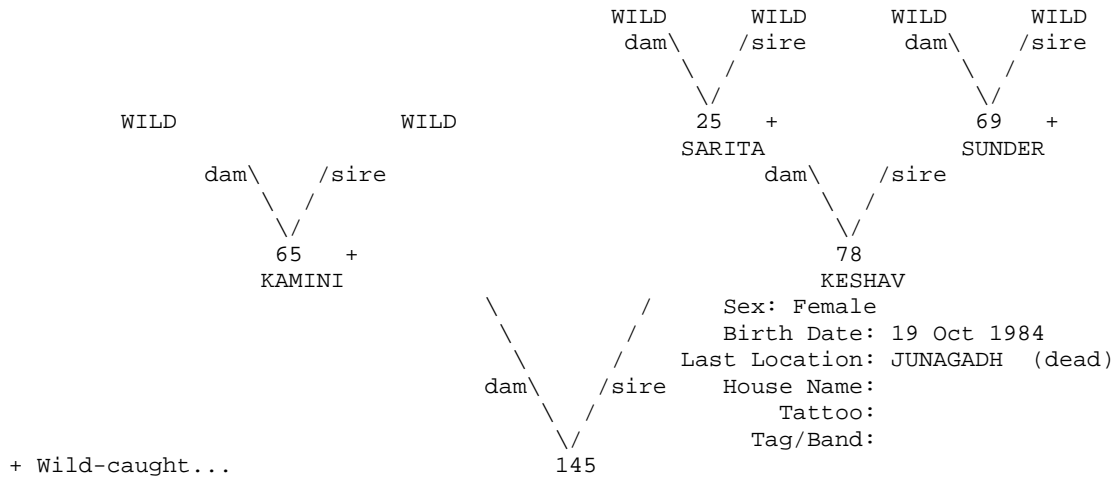 WILD WILD WILD WILD
dam\ /sire dam\ /sire
\ / \ /
\/ \/
WILD WILD 25 + 69 +
SARITA SUNDER
dam\ /sire dam\ /sire
\ / \ /
\/ \/
65 + 78
KAMINI KESHAV
\ / Sex: Female
\ / Birth Date: 19 Oct 1984
\ / Last Location: JUNAGADH (dead)
dam\ /sire House Name:
\ / Tattoo:
\/ Tag/Band:
+ Wild-caught... 145